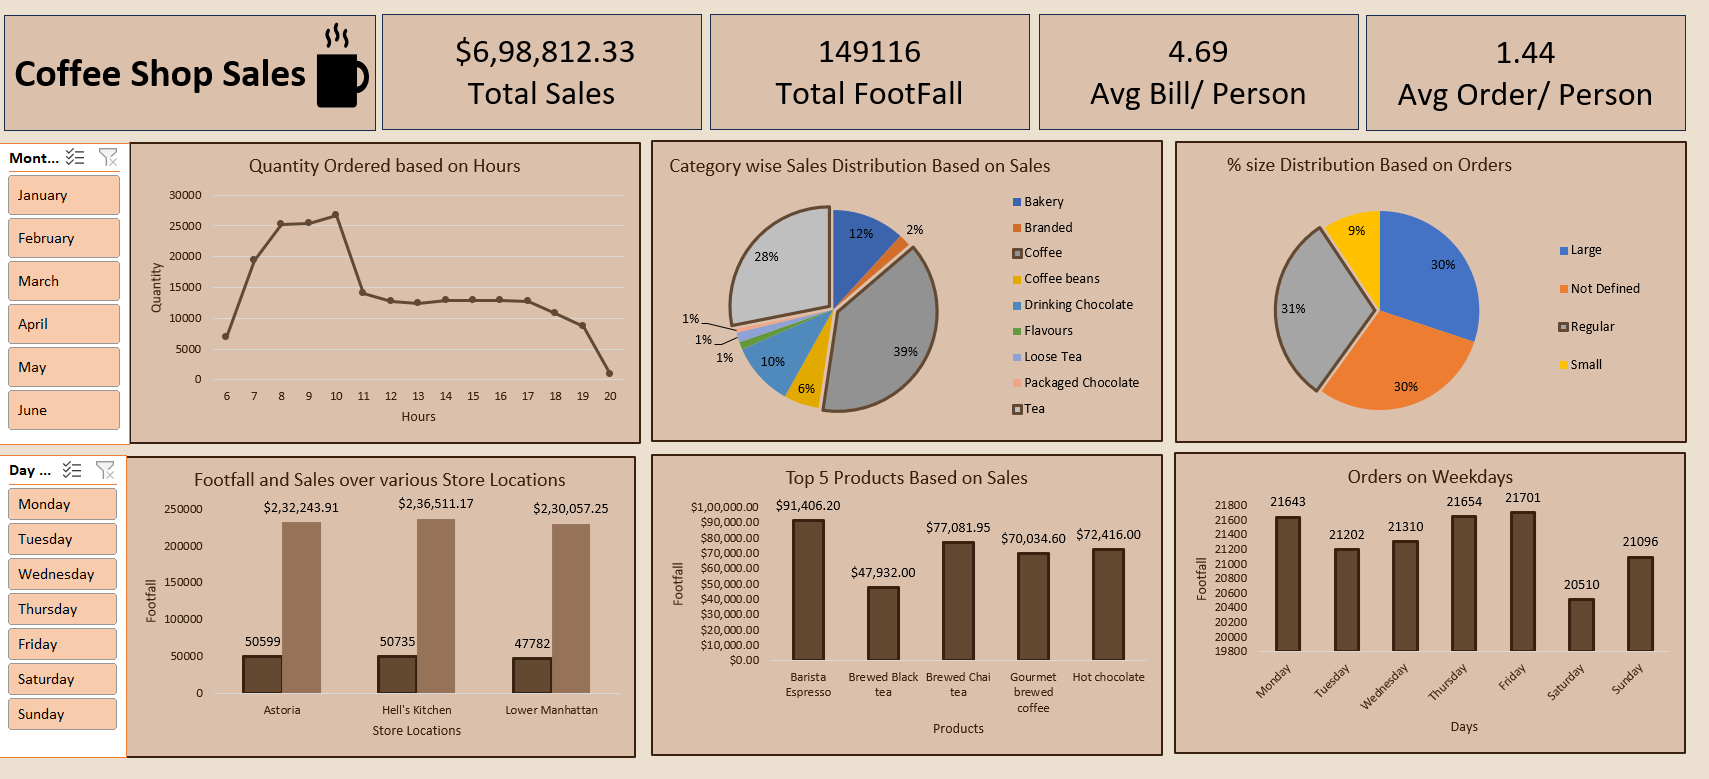 Coffee Shop Sales
$6,98,812.33
Total Sales
149116
Total FootFall
4.69
Avg Bill/ Person
1.44
Avg Order/ Person
Mont...
January
February
March
April
May
June
Quantity Ordered based on Hours
30000
25000
20000
15000
10000
5000
0
Quantity
6 7 8 9 10 11 12 13 14 15 16 17 18 19 20
Hours
Category wise Sales Distribution Based on Sales
12%
2%
39%
6%
10%
1%
1%
1%
28%
Bakery
Branded
Coffee
Coffee beans
Drinking Chocolate
Flavours
Loose Tea
Packaged Chocolate
Tea
% size Distribution Based on Orders
30%
30%
31%
9%
Large
Not Defined
Regular
Small
Day ...
Monday
Tuesday
Wednesday
Thursday
Friday
Saturday
Sunday
Footfall and Sales over various Store Locations
250000
200000
150000
100000
50000
0
Footfall
$2,32,243.91 $2,36,511.17 $2,30,057.25
50599 50735 47782
Astoria Hell's Kitchen Lower Manhattan
Store Locations
Top 5 Products Based on Sales
$1,00,000.00
$90,000.00
$80,000.00
$70,000.00
$60,000.00
$50,000.00
$40,000.00
$30,000.00
$20,000.00
$10,000.00
$0.00
Footfall
$91,406.20
$47,932.00
$77,081.95
$70,034.60
$72,416.00
Barista
Espresso
Brewed Black
tea
Brewed Chai
tea
Gourmet
brewed
coffee
Hot chocolate
Products
Orders on Weekdays
21800
21600
21400
21200
21000
20800
20600
20400
20200
20000
19800
Footfall
21643
21202
21310
21654
21701
20510
21096
Monday
Tuesday
Wednesday
Thursday
Friday
Saturday
Sunday
Days